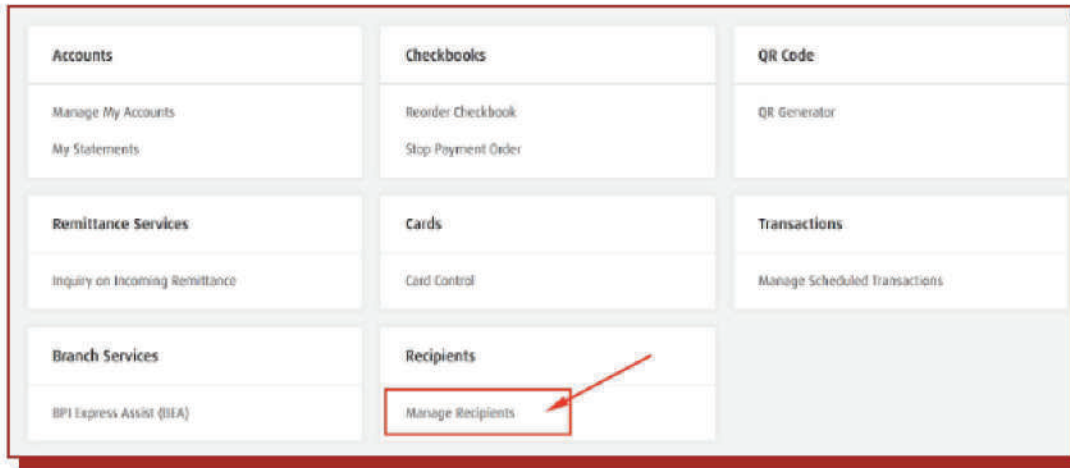 Accounts
Checkbooks
QR Code
Manage My Accounts
Reorder Checkbook
QR Generator
My Statements
Stop Payment Order
Remittance Services
Cards
Transactions
Inquiry on Incoming Remittance
Card Control
Manage Scheduled Transactions
Branch Services
Recipients
BPI Express Assist (BEA)
Manage Recipients